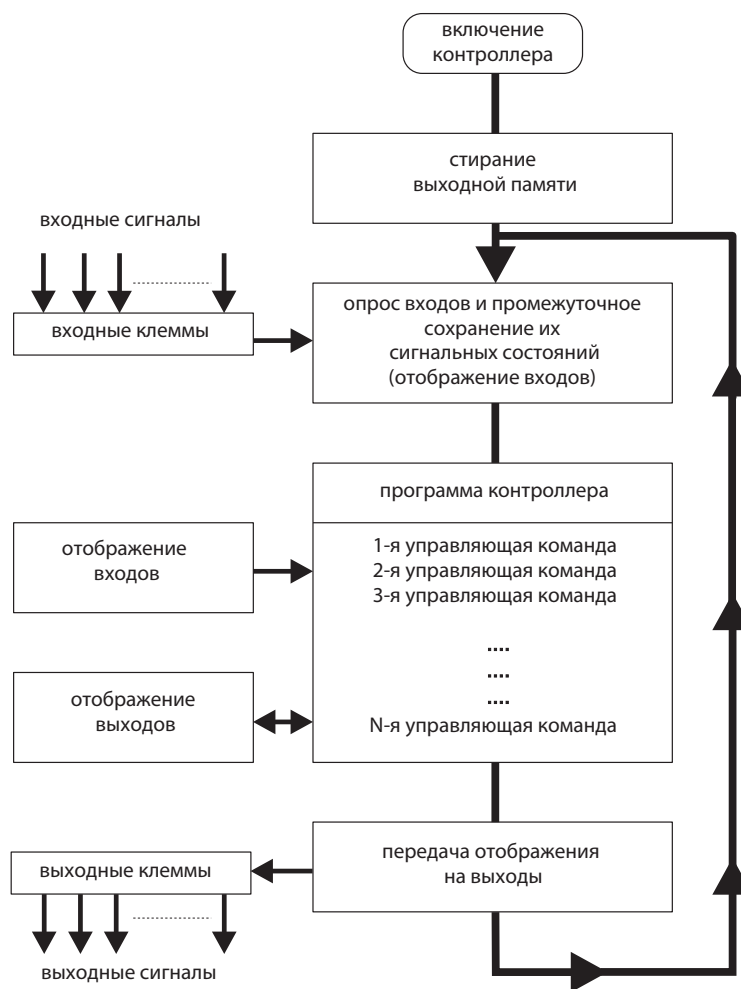 включение
контроллера
стирание
выходной памяти
входные сигналы
входные клеммы
опрос входов и промежуточное
сохранение их
сигнальных состояний
(отображение входов)
программа контроллера
отображение
входов
1-я управляющая команда
2-я управляющая команда
3-я управляющая команда
....
....
....
N-я управляющая команда
отображение
выходов
передача отображения
на выходы
выходные клеммы
выходные сигналы